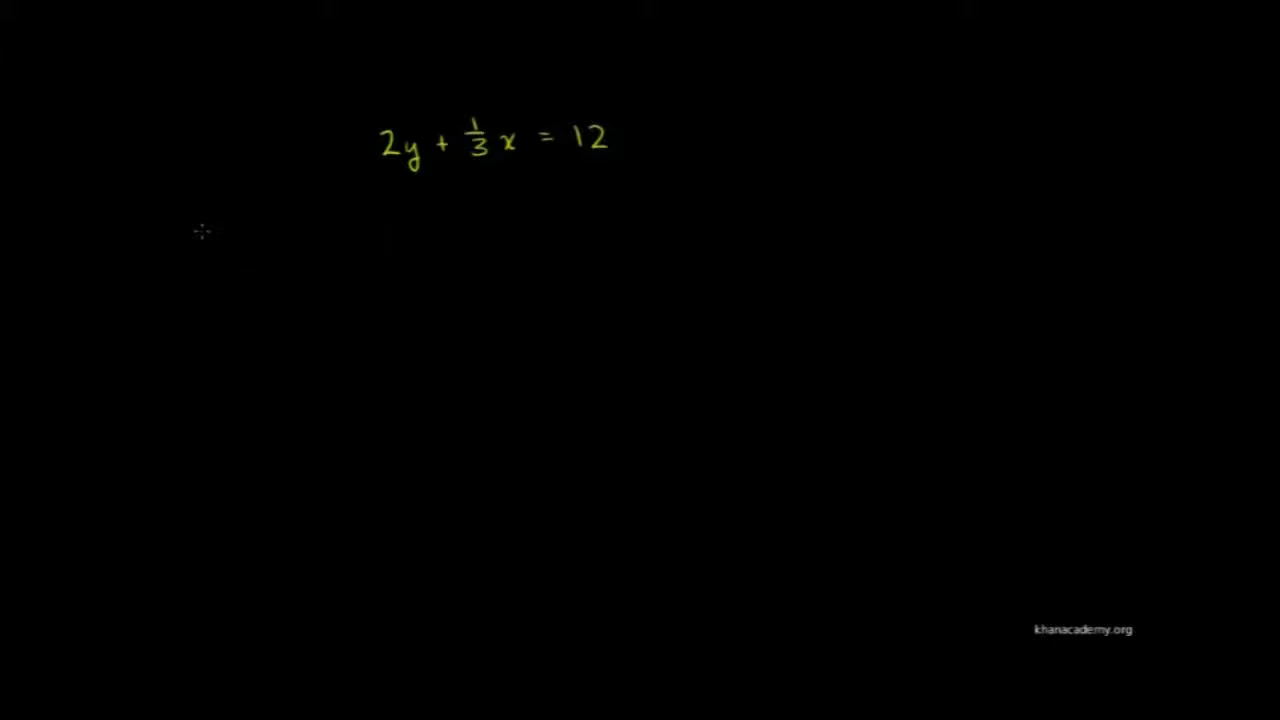 2y + 1/3 x = 12
khanacademy.org